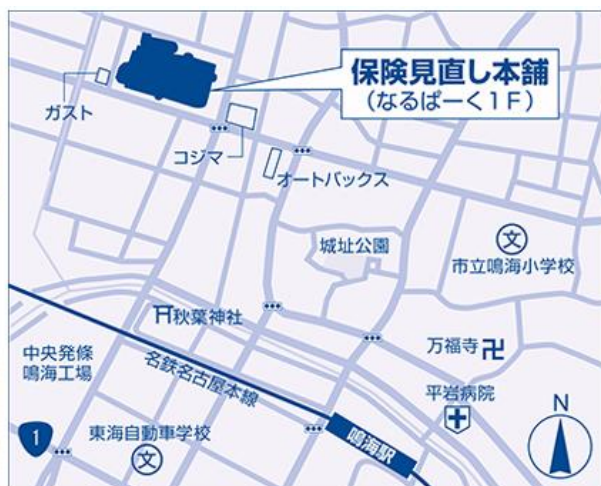 保険見直し本舗
（なるぱーく１Ｆ）
ガスト
コジマ
オートバックス
城址公園
文
市立鳴海小学校
秋葉神社
万福寺
中央発條
鳴海工場
名鉄名古屋本線
平岩病院
N
1
東海自動車学校
文
鳴海駅